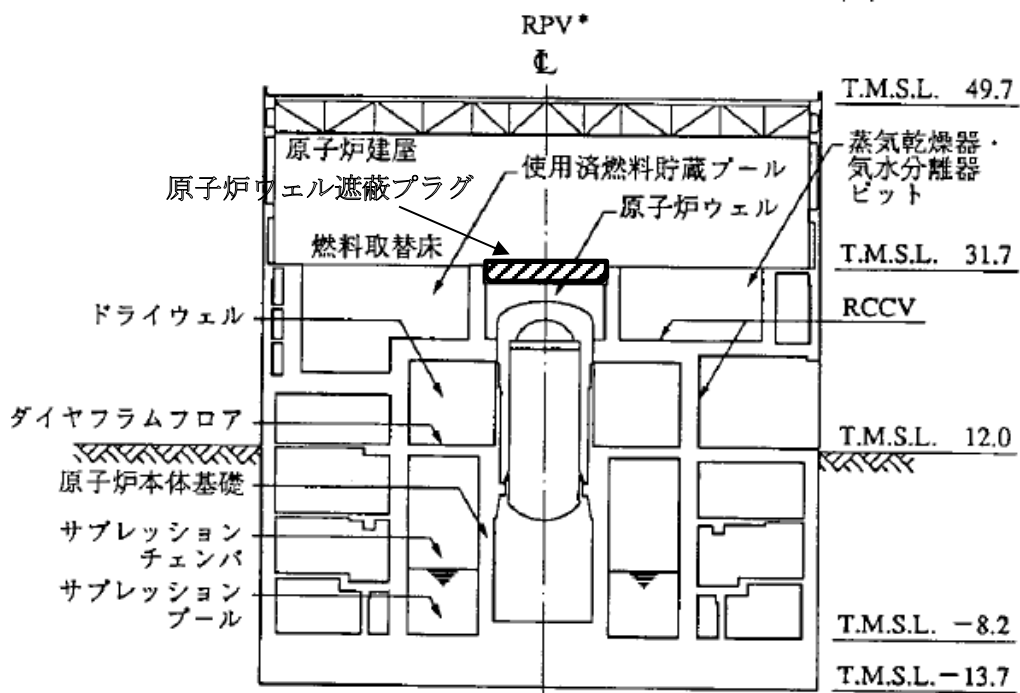 RPV*
℄
T.M.S.L. 49.7
原子炉建屋
使用済燃料貯蔵プール
蒸気乾燥器・
気水分離器
ピット
原子炉ウェル遮蔽プラグ
原子炉ウェル
燃料取替床
T.M.S.L. 31.7
ドライウェル
RCCV
ダイヤフラムフロア
T.M.S.L. 12.0
原子炉本体基礎
サプレッション
チェンバ
サプレッション
プール
T.M.S.L. −8.2
T.M.S.L.−13.7